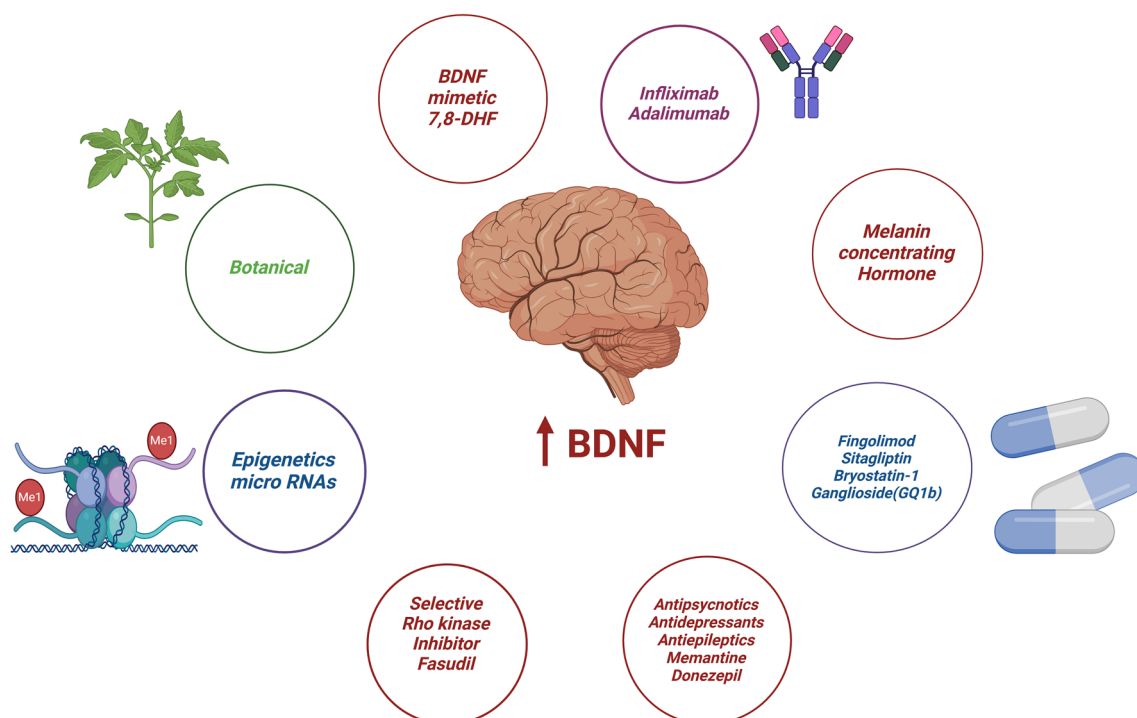 BDNF
mimetic
7,8-DHF
Infliximab
Adalimumab
Melanin
concentrating
Hormone
Botanical
Fingolimod
Sitagliptin
Bryostatin-1
Ganglioside(GQ1b)
Epigenetics
micro RNAs
Me1
Me1
BDNF
Selective
Rho kinase
Inhibitor
Fasudil
Antipsycnotics
Antidepressants
Antiepileptics
Memantine
Donezepil